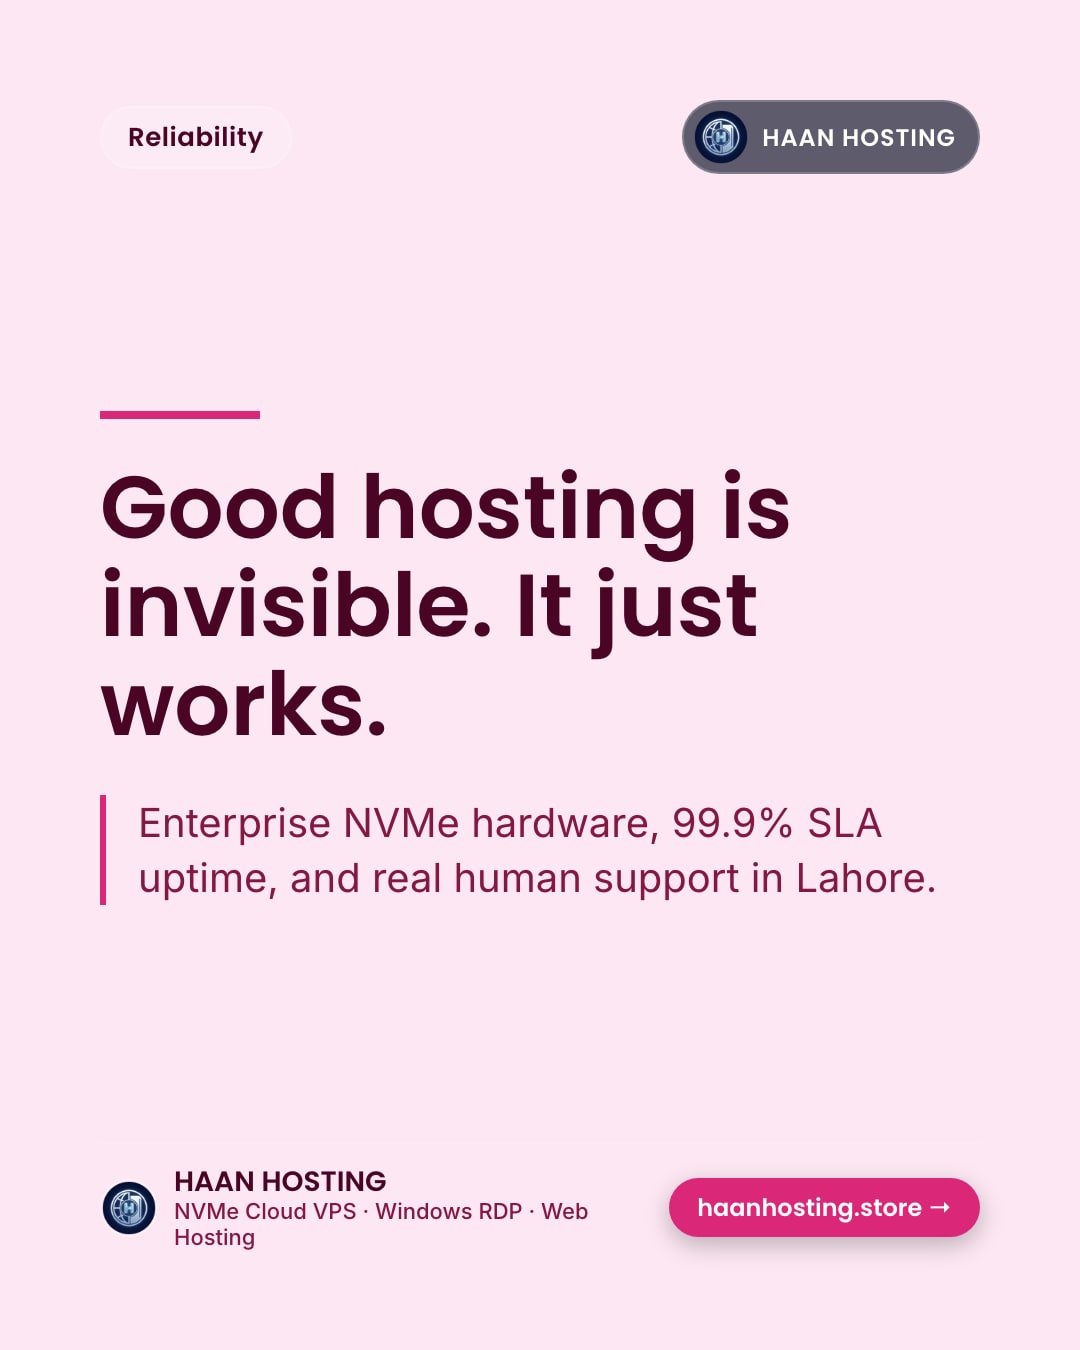 Reliability
HAAN HOSTING
Good hosting is
invisible. It just
works.
Enterprise NVMe hardware, 99.9% SLA
uptime, and real human support in Lahore.
HAAN HOSTING
NVMe Cloud VPS · Windows RDP · Web
Hosting
haanhosting.store →